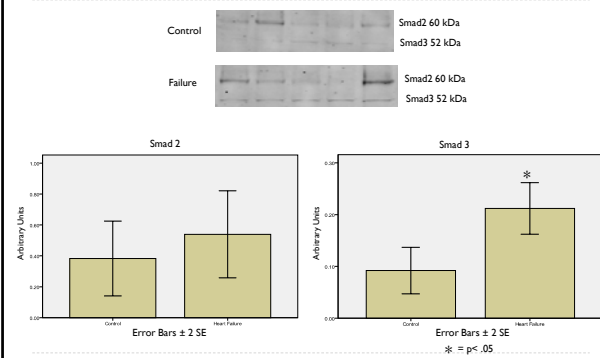 Control
Smad2 60 kDa
Smad3 52 kDa
Failure
Smad2 60 kDa
Smad3 52 kDa
Smad 2
1.00
0.80
0.60
0.40
0.20
0.00
Arbitrary Units
Control
Heart Failure
Error Bars ± 2 SE
Smad 3
0.30
0.20
0.10
0.00
Arbitrary Units
*
Control
Heart Failure
Error Bars ± 2 SE
* = p< .05